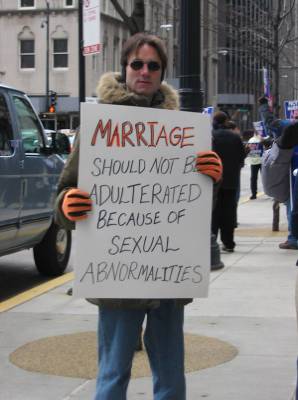 MARRIAGE
SHOULD NOT BE
ADULTERATED
BECAUSE OF
SEXUAL
ABNORMALITIES